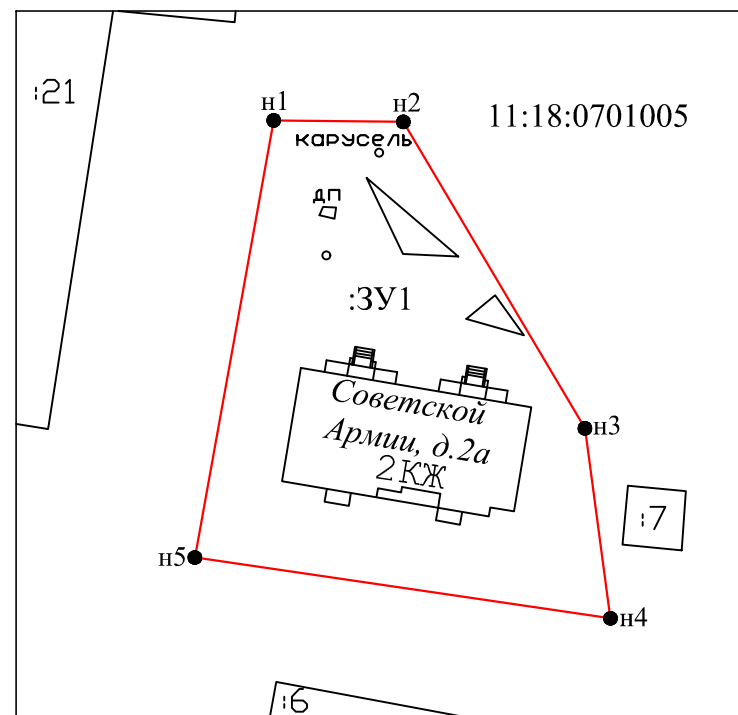 :21
н1
н2
11:18:0701005
карусель
дп
:ЗУ1
Советской
Армии, д.2а
2КЖ
н3
:7
н5
н4
:6